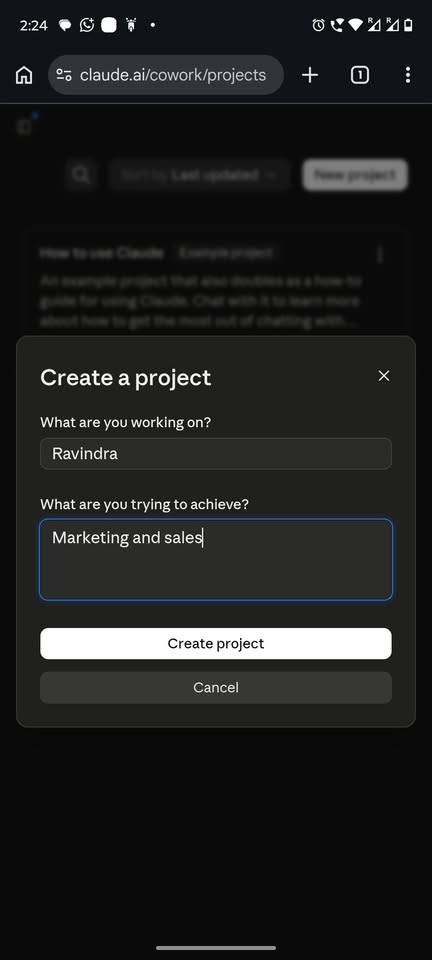 2:24
claude.ai/cowork/projects
1
Sort by Last updated
New project
How to use Claude Example project
An example project that also doubles as a how-to
guide for using Claude. Chat with it to learn more
about how to get the most out of chatting with...
Create a project
What are you working on?
Ravindra
What are you trying to achieve?
Marketing and sales
Create project
Cancel